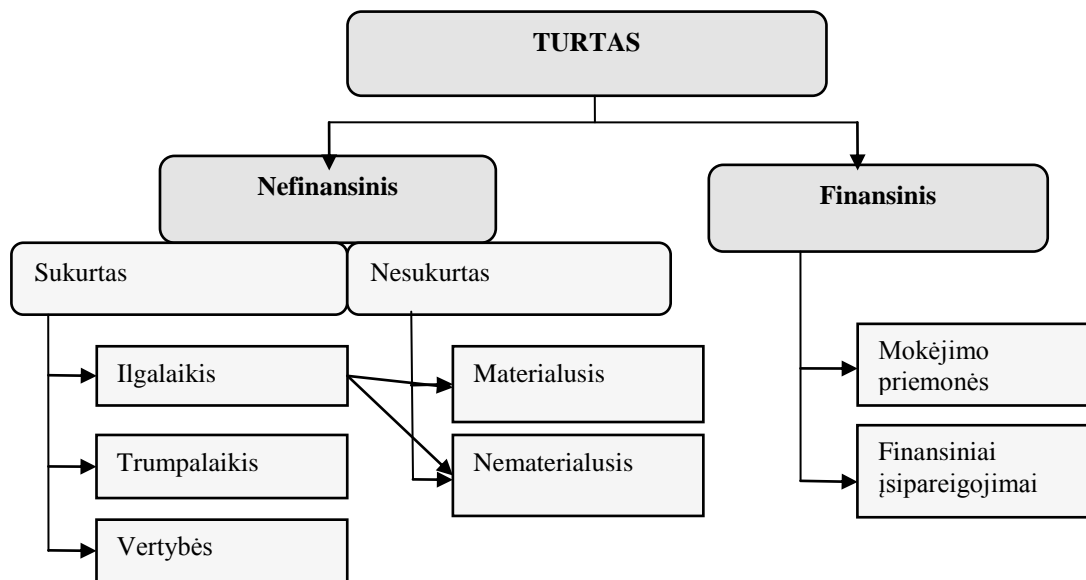 TURTAS
Nefinansinis
Finansinis
Sukurtas
Nesukurtas
Ilgalaikis
Materialusis
Mokėjimo
priemonės
Trumpalaikis
Nematerialusis
Finansiniai
įsipareigojimai
Vertybės